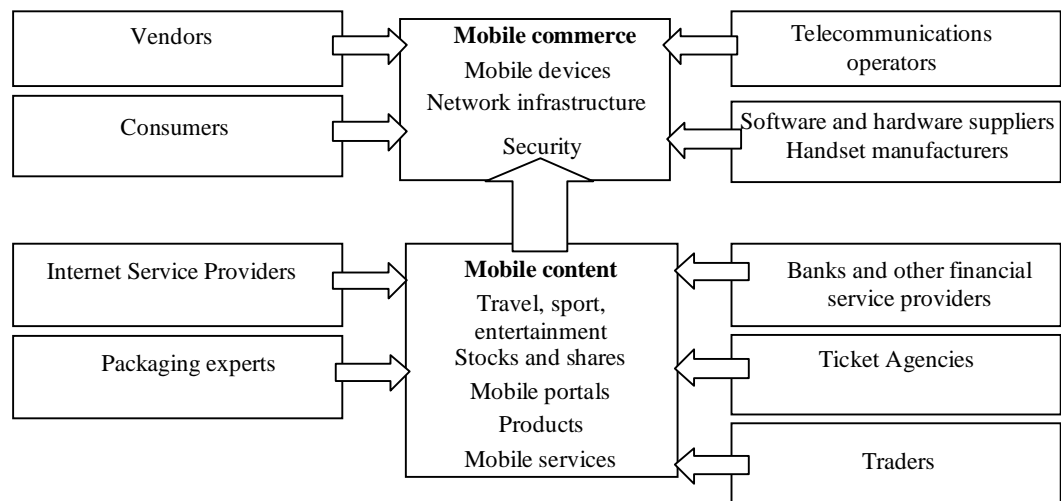 Vendors
Consumers
Mobile commerce
Mobile devices
Network infrastructure
Security
Telecommunications
operators
Software and hardware suppliers
Handset manufacturers
Internet Service Providers
Packaging experts
Mobile content
Travel, sport,
entertainment
Stocks and shares
Mobile portals
Products
Mobile services
Banks and other financial
service providers
Ticket Agencies
Traders